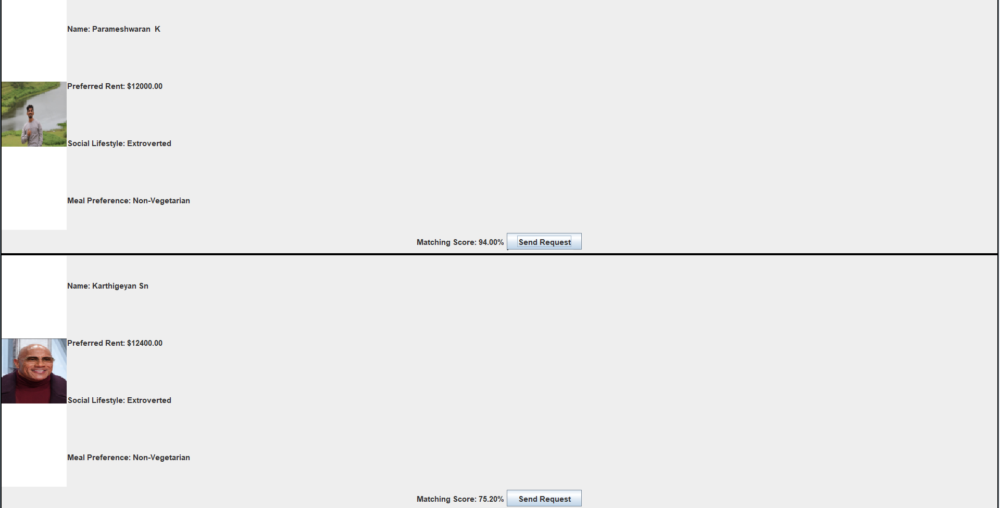 Name: Parameshwaran  K
Preferred Rent: $12000.00
Social Lifestyle: Extroverted
Meal Preference: Non-Vegetarian
Matching Score: 94.00% Send Request
Name: Karthigeyan Sn
Preferred Rent: $12400.00
Social Lifestyle: Extroverted
Meal Preference: Non-Vegetarian
Matching Score: 75.20% Send Request